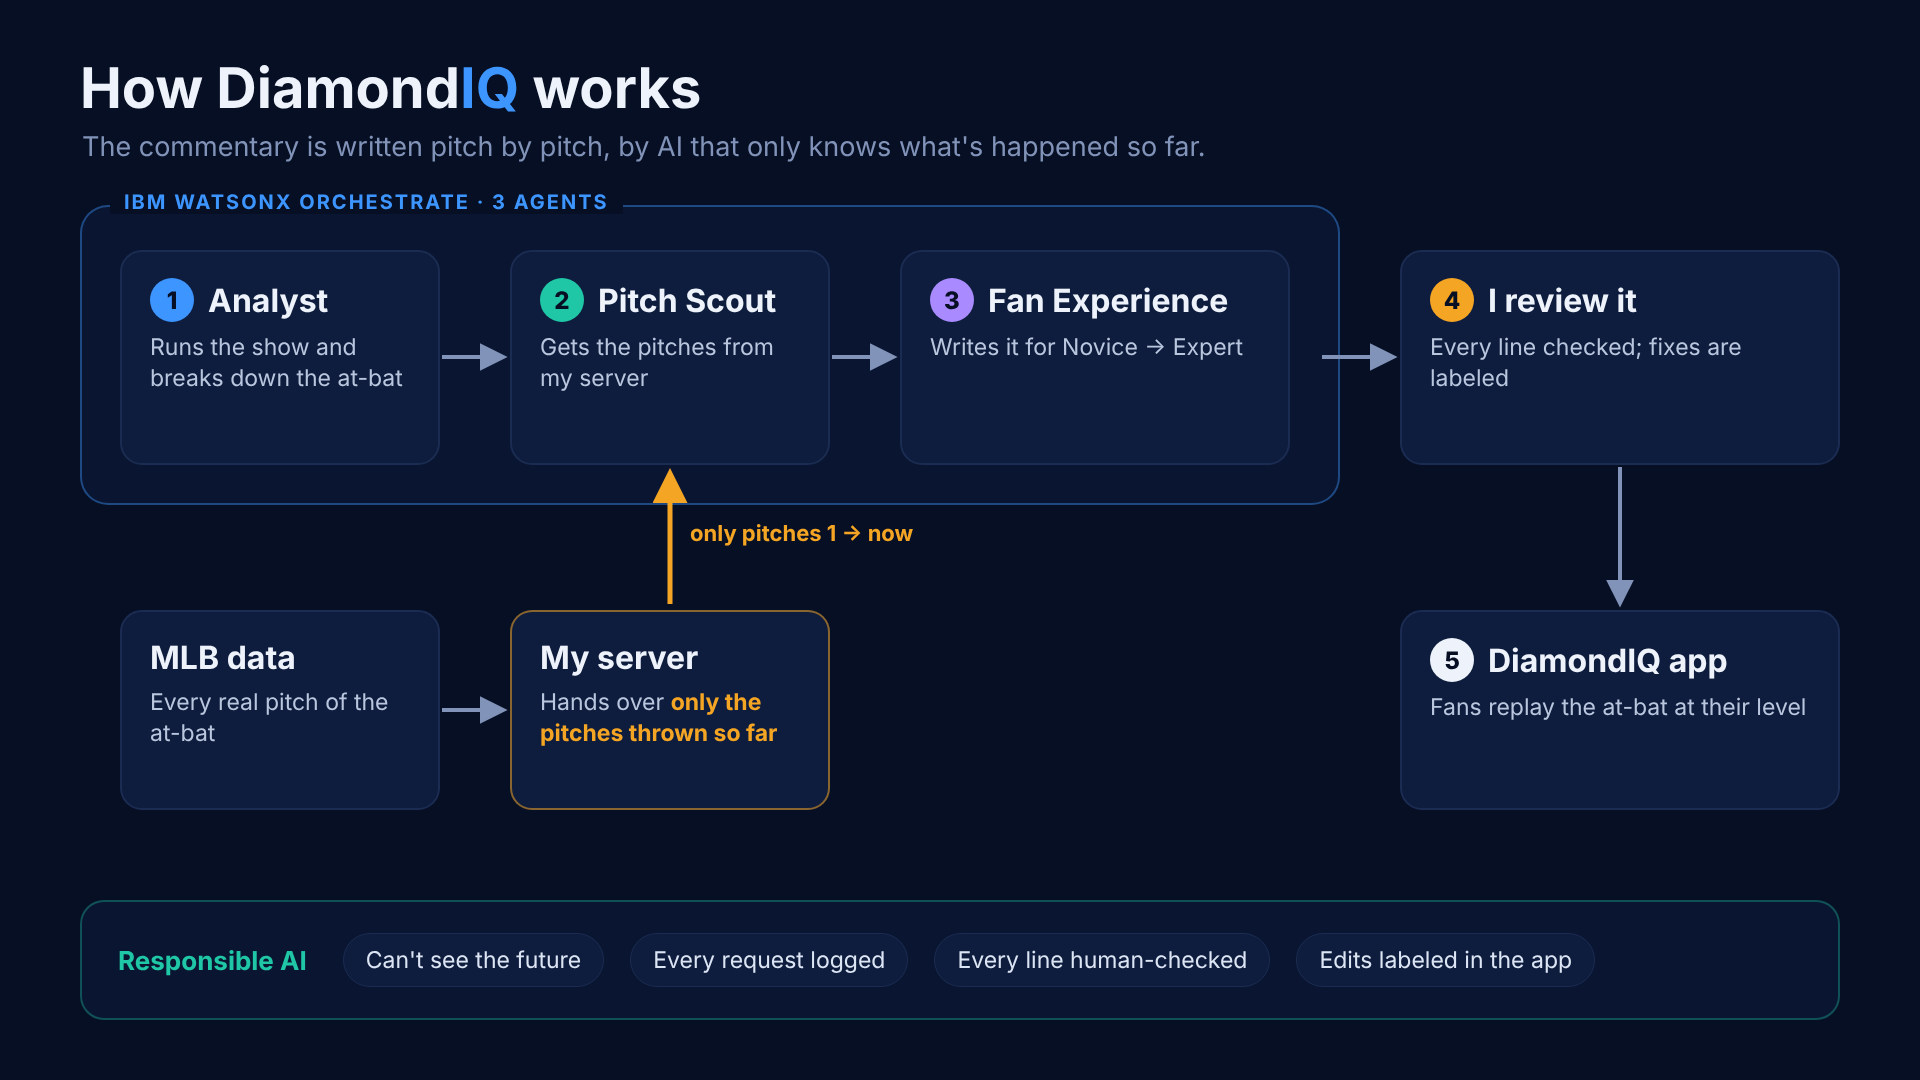 How DiamondIQ works
The commentary is written pitch by pitch, by AI that only knows what's happened so far.
IBM WATSONX ORCHESTRATE · 3 AGENTS
1 Analyst
Runs the show and
breaks down the at-bat
2 Pitch Scout
Gets the pitches from
my server
3 Fan Experience
Writes it for Novice → Expert
4 I review it
Every line checked; fixes are
labeled
only pitches 1 → now
MLB data
Every real pitch of the
at-bat
My server
Hands over only the
pitches thrown so far
5 DiamondIQ app
Fans replay the at-bat at their level
Responsible AI
Can't see the future
Every request logged
Every line human-checked
Edits labeled in the app